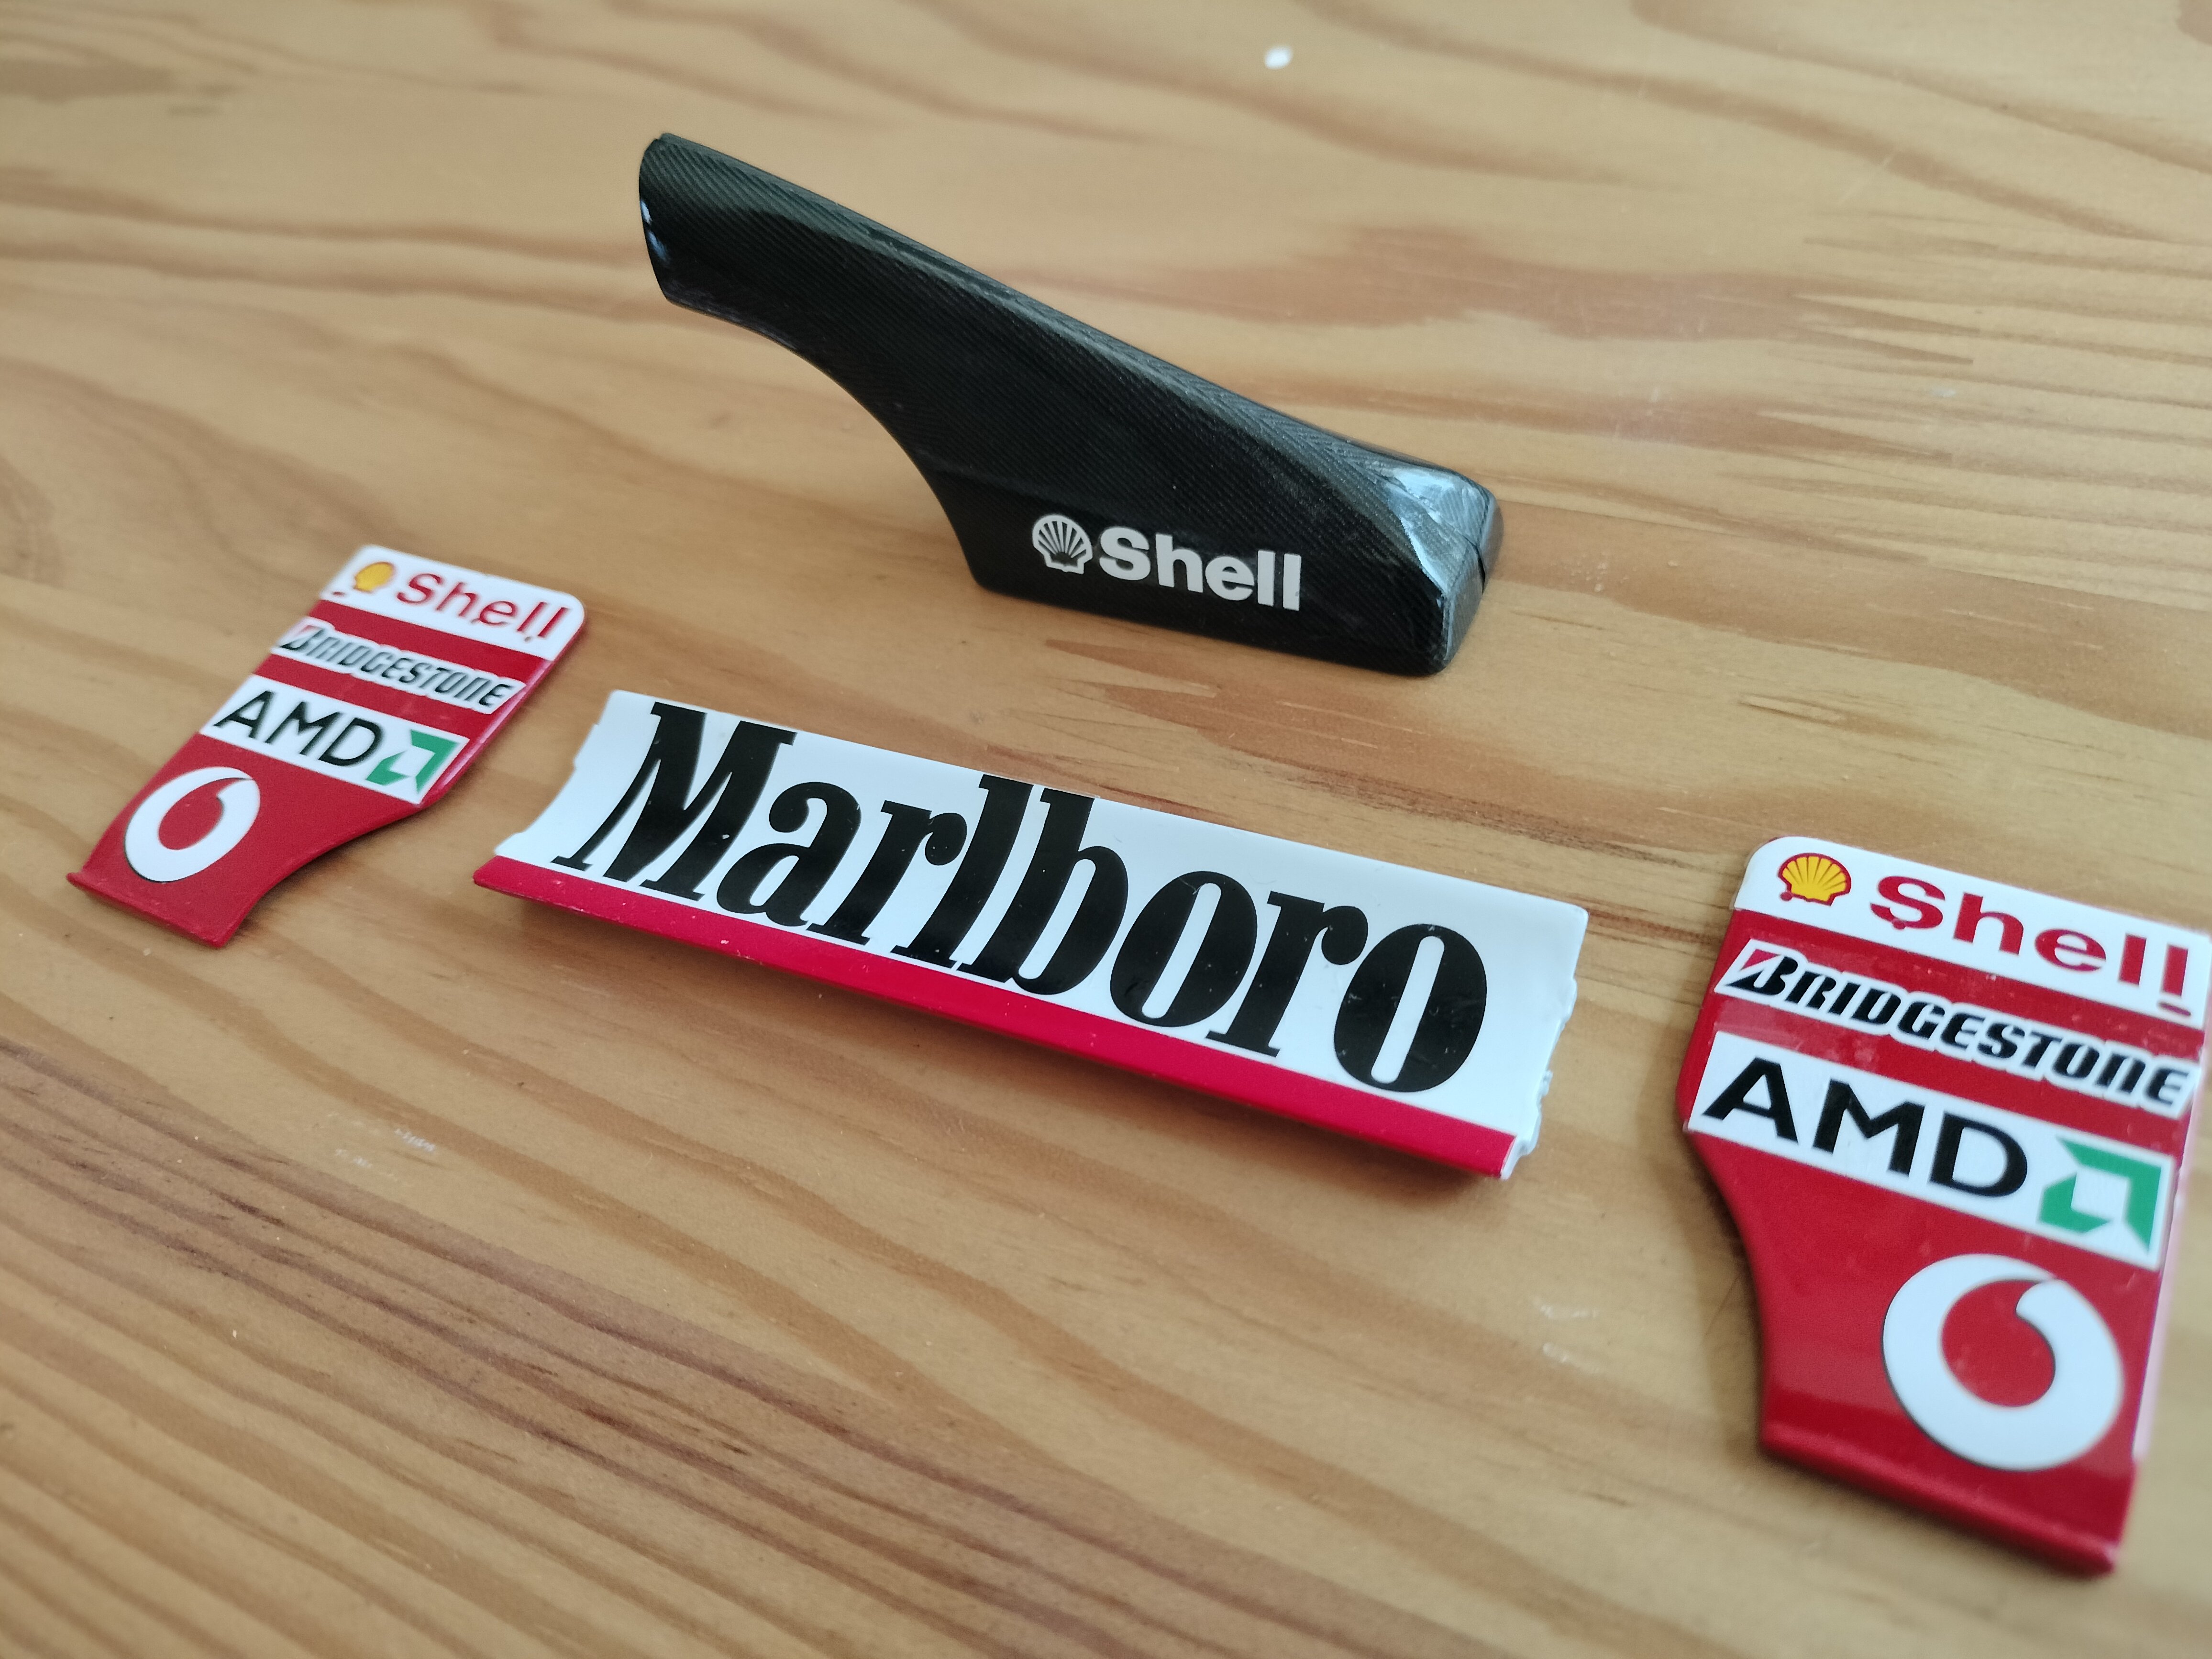 Shell
Shell
BRIDGESTONE
AMD
Marlboro
Shell
BRIDGESTONE
AMD